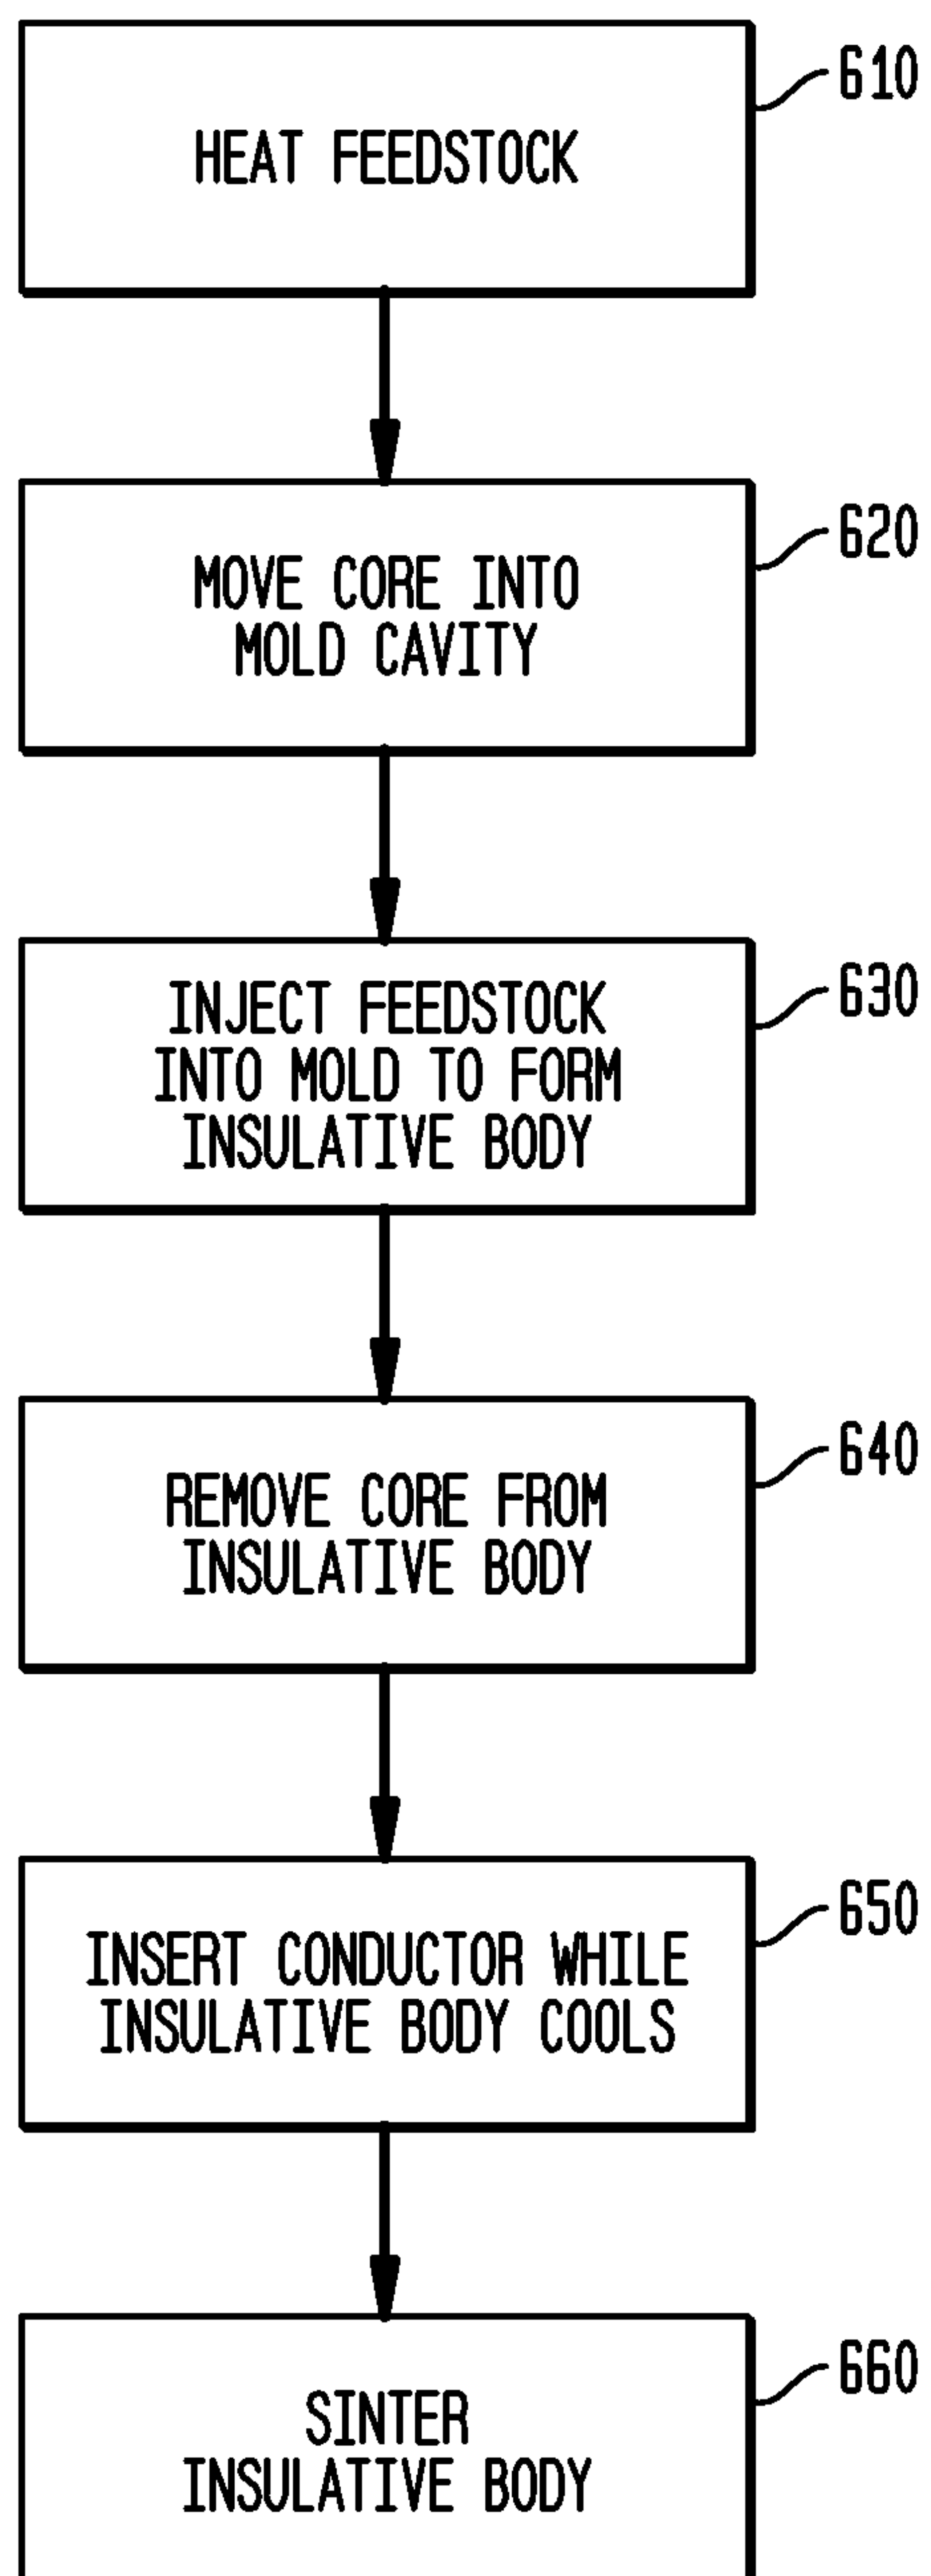 HEAT FEEDSTOCK
610
MOVE CORE INTO
MOLD CAVITY
620
INJECT FEEDSTOCK
INTO MOLD TO FORM
INSULATIVE BODY
630
REMOVE CORE FROM
INSULATIVE BODY
640
INSERT CONDUCTOR WHILE
INSULATIVE BODY COOLS
650
SINTER
INSULATIVE BODY
660